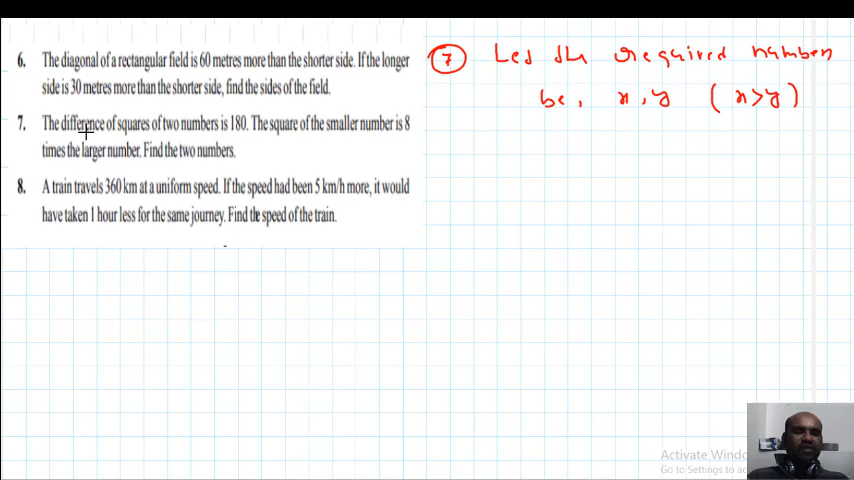 6. The diagonal of a rectangular field is 60 metres more than the shorter side. If the longer
side is 30 metres more than the shorter side, find the sides of the field.
7. The difference of squares of two numbers is 180. The square of the smaller number is 8
times the larger number. Find the two numbers.
8. A train travels 360 km at a uniform speed. If the speed had been 5 km/h more, it would
have taken 1 hour less for the same journey. Find the speed of the train.
7 Let the required numbers
be, x, y (x>y)
Activate Windo
Go to Settings to a